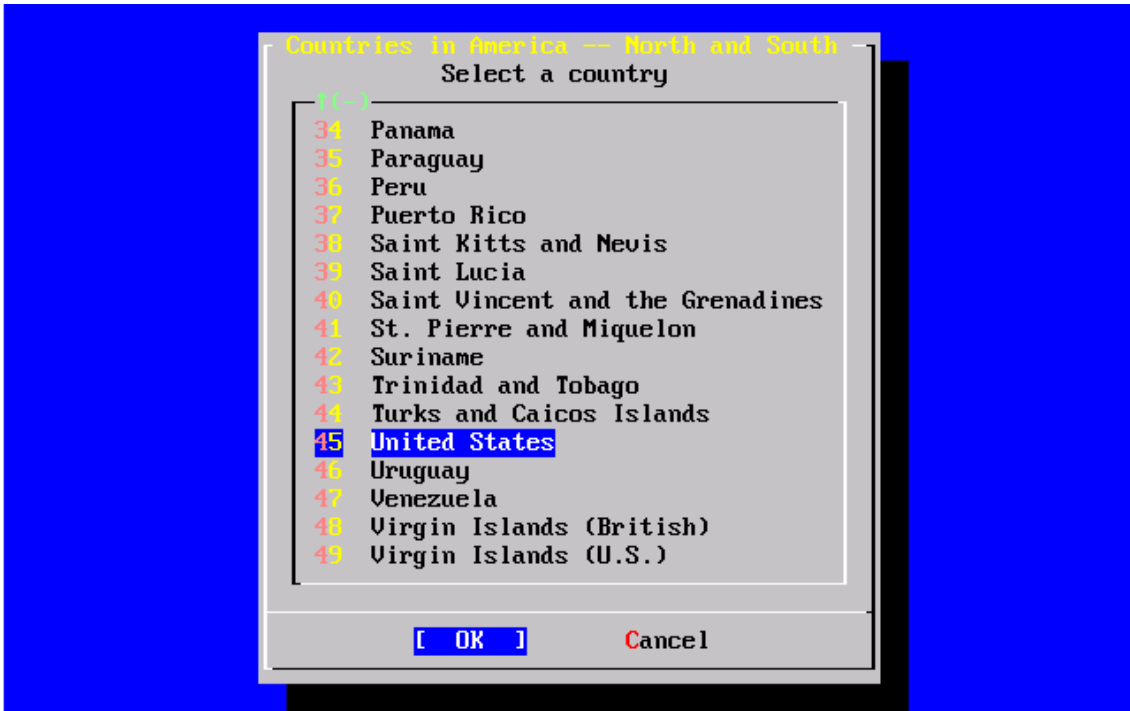 Countries in America -- North and South
Select a country
↑(-)
34 Panama
35 Paraguay
36 Peru
37 Puerto Rico
38 Saint Kitts and Nevis
39 Saint Lucia
40 Saint Vincent and the Grenadines
41 St. Pierre and Miquelon
42 Suriname
43 Trinidad and Tobago
44 Turks and Caicos Islands
45 United States
46 Uruguay
47 Venezuela
48 Virgin Islands (British)
49 Virgin Islands (U.S.)
[ OK ] Cancel